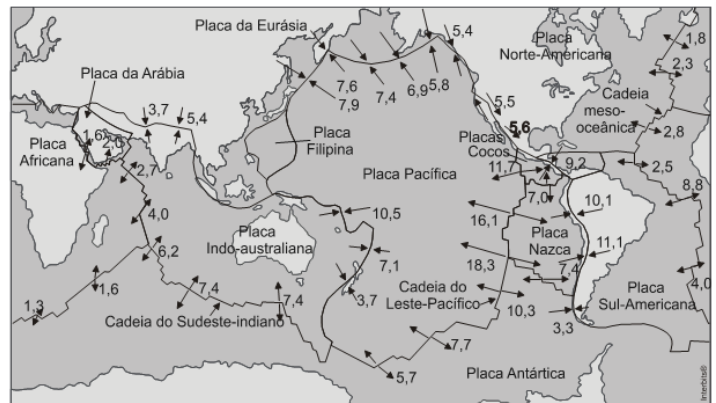 Placa da Eurásia
5,4
Placa
Norte-Americana
1,8
2,3
Placa da Arábia
7,6
7,9
7,4
6,9
5,8
Cadeia
meso-
oceânica
3,7
5,4
5,5
5,6
2,8
Placa
Africana
1,6
2,0
Placa
Filipina
Placas
Cocos
9,2
2,7
Placa Pacífica
11,7
2,5
7,0
8,8
4,0
10,5
16,1
10,1
Placa
Indo-australiana
Placa
Nazca
11,1
6,2
7,1
18,3
7,4
1,6
7,4
7,4
3,7
Cadeia do
Leste-Pacífico
Placa
Sul-Americana
4,0
1,3
Cadeia do Sudeste-indiano
10,3
3,3
7,7
5,7
Placa Antártica
Interbits®